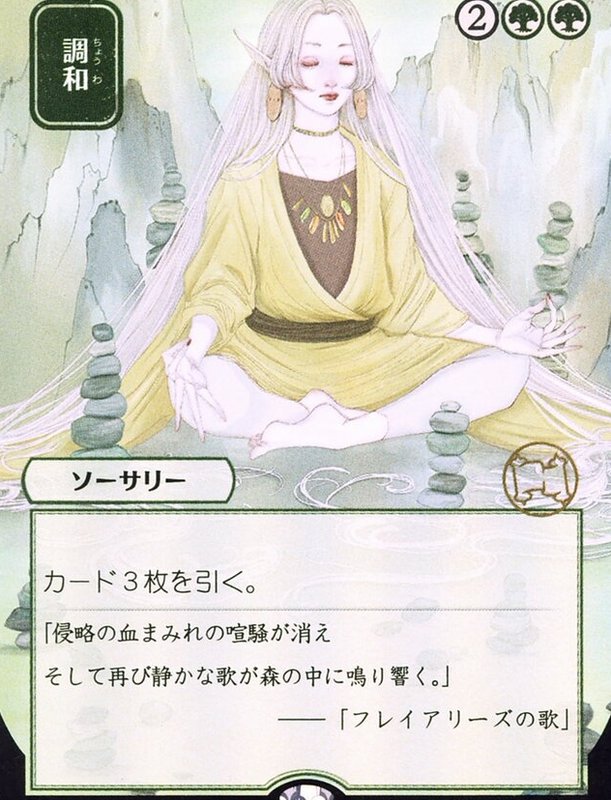 調和
ちょうわ
2
ソーサリー
カード3枚を引く。
「侵略の血まみれの喧騒が消え
そして再び静かな歌が森の中に鳴り響く。」
――「フレイアリーズの歌」